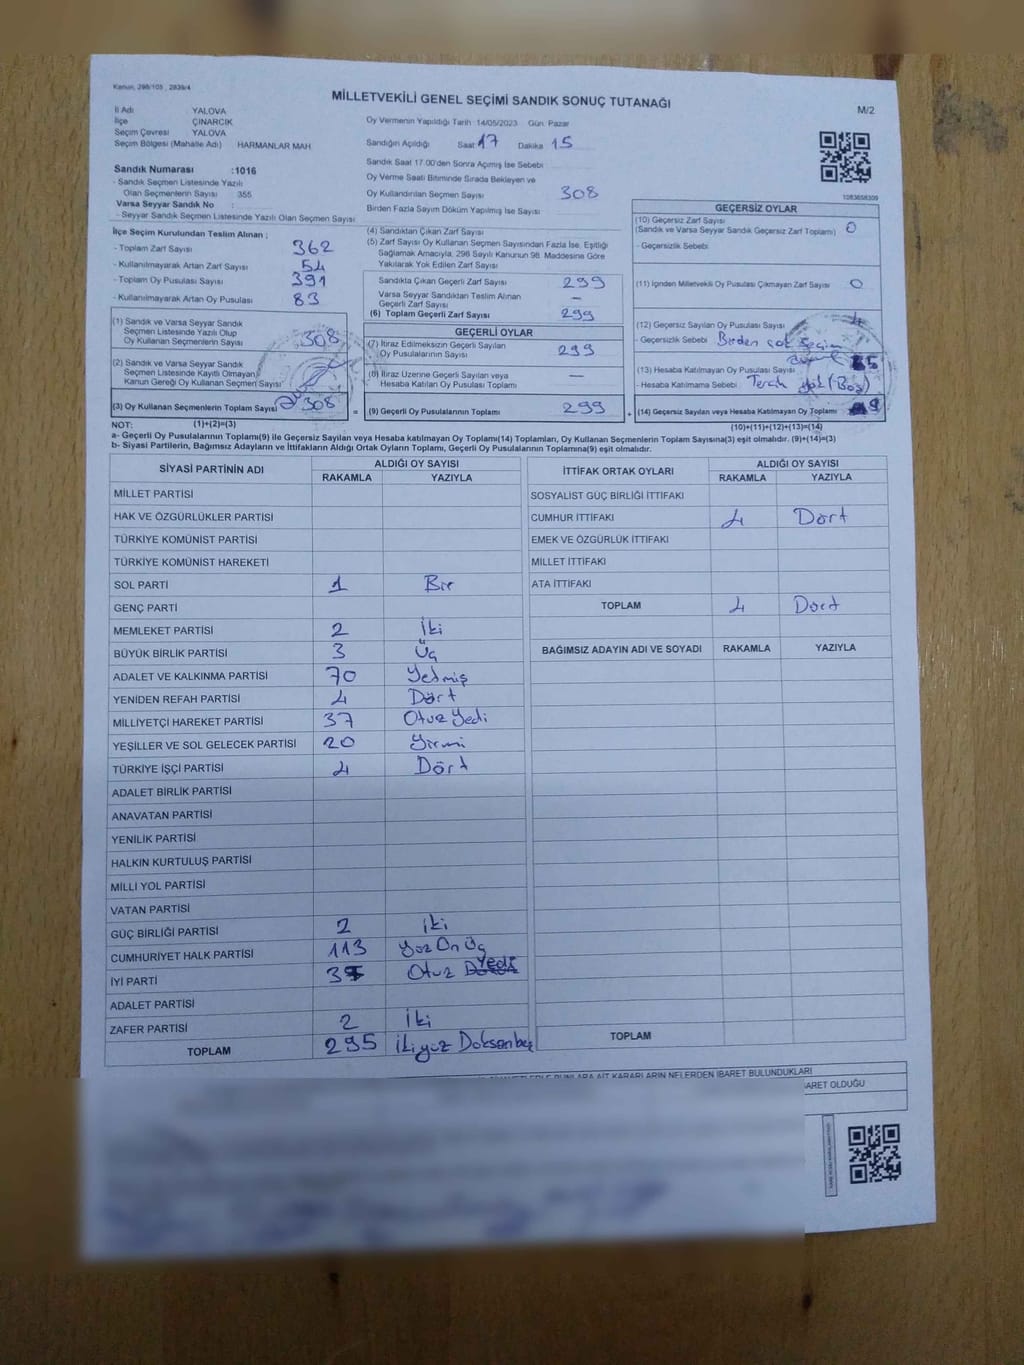 Kanun, 298/105 , 2839/4
MİLLETVEKİLİ GENEL SEÇİMİ SANDIK SONUÇ TUTANAĞI
M/2
İl Adı YALOVA
İlçe ÇINARCIK
Seçim Çevresi YALOVA
Seçim Bölgesi (Mahalle Adı) HARMANLAR MAH
Oy Vermenin Yapıldığı Tarih :14/05/2023 Gün: Pazar
Sandığın Açıldığı Saat 17 Dakika 15
Sandık Saat 17.00'den Sonra Açımış İse Sebebi
Oy Verme Saati Bitiminde Sırada Bekleyen ve
Oy Kullandırılan Seçmen Sayısı 308
Birden Fazla Sayım Döküm Yapılmış İse Sayısı
Sandık Numarası :1016
- Sandık Seçmen Listesinde Yazılı
Olan Seçmenlerin Sayısı 355
Varsa Seyyar Sandık No :
- Seyyar Sandık Seçmen Listesinde Yazılı Olan Seçmen Sayısı
İlçe Seçim Kurulundan Teslim Alınan ;
- Toplam Zarf Sayısı 362
- Kullanılmayarak Artan Zarf Sayısı 54
- Toplam Oy Pusulası Sayısı 391
- Kullanılmayarak Artan Oy Pusulası 83
(1) Sandık ve Varsa Seyyar Sandık
Seçmen Listesinde Yazılı Olup
Oy Kullanan Seçmenlerin Sayısı 308
(2) Sandık ve Varsa Seyyar Sandık
Seçmen Listesinde Kayıtlı Olmayan,
Kanun Gereği Oy Kullanan Seçmen Sayısı
(3) Oy Kullanan Seçmenlerin Toplam Sayısı 308
(4) Sandıktan Çıkan Zarf Sayısı
(5) Zarf Sayısı Oy Kullanan Seçmen Sayısından Fazla İse, Eşitliği
Sağlamak Amacıyla, 298 Sayılı Kanunun 98. Maddesine Göre
Yakılarak Yok Edilen Zarf Sayısı
Sandıkta Çıkan Geçerli Zarf Sayısı 299
Varsa Seyyar Sandıktan Teslim Alınan
Geçerli Zarf Sayısı —
(6) Toplam Geçerli Zarf Sayısı 299
GEÇERLİ OYLAR
(7) İtiraz Edilmeksizin Geçerli Sayılan
Oy Pusulalarının Sayısı 299
(8) İtiraz Üzerine Geçerli Sayılan veya
Hesaba Katılan Oy Pusulası Toplamı —
= (9) Geçerli Oy Pusulalarının Toplamı 299 +
1083658309
GEÇERSİZ OYLAR
(10) Geçersiz Zarf Sayısı
(Sandık ve Varsa Seyyar Sandık Geçersiz Zarf Toplamı) 0
- Geçersizlik Sebebi
(11) İçinden Milletvekili Oy Pusulası Çıkmayan Zarf Sayısı 0
(12) Geçersiz Sayılan Oy Pusulası Sayısı 4
- Geçersizlik Sebebi Birden çok seçim
(13) Hesaba Katılmayan Oy Pusulası Sayısı 5
- Hesaba Katılmama Sebebi Tercih yok (Boş)
(14) Geçersiz Sayılan veya Hesaba Katılmayan Oy Toplamı 9
NOT: (1)+(2)=(3)
(10)+(11)+(12)+(13)=(14)
a- Geçerli Oy Pusulalarının Toplamı(9) ile Geçersiz Sayılan veya Hesaba katılmayan Oy Toplamı(14) Toplamları, Oy Kullanan Seçmenlerin Toplam Sayısına(3) eşit olmalıdır. (9)+(14)=(3)
b- Siyasi Partilerin, Bağımsız Adayların ve İttifakların Aldığı Ortak Oyların Toplamı, Geçerli Oy Pusulalarının Toplamına(9) eşit olmalıdır.
SİYASİ PARTİNİN ADI ALDIĞI OY SAYISI
RAKAMLA YAZIYLA
MİLLET PARTİSİ
HAK VE ÖZGÜRLÜKLER PARTİSİ
TÜRKİYE KOMÜNİST PARTİSİ
TÜRKİYE KOMÜNİST HAREKETİ
SOL PARTİ 1 Bir
GENÇ PARTİ
MEMLEKET PARTİSİ 2 İki
BÜYÜK BİRLİK PARTİSİ 3 Üç
ADALET VE KALKINMA PARTİSİ 70 Yetmiş
YENİDEN REFAH PARTİSİ 4 Dört
MİLLİYETÇİ HAREKET PARTİSİ 37 Otuz Yedi
YEŞİLLER VE SOL GELECEK PARTİSİ 20 Yirmi
TÜRKİYE İŞÇİ PARTİSİ 4 Dört
ADALET BİRLİK PARTİSİ
ANAVATAN PARTİSİ
YENİLİK PARTİSİ
HALKIN KURTULUŞ PARTİSİ
MİLLİ YOL PARTİSİ
VATAN PARTİSİ
GÜÇ BİRLİĞİ PARTİSİ 2 İki
CUMHURİYET HALK PARTİSİ 113 Yüz On Üç
İYİ PARTİ 37 Otuz Yedi
ADALET PARTİSİ
ZAFER PARTİSİ 2 İki
TOPLAM 295 İkiyüz Doksanbeş
İTTİFAK ORTAK OYLARI ALDIĞI OY SAYISI
RAKAMLA YAZIYLA
SOSYALİST GÜÇ BİRLİĞİ İTTİFAKI
CUMHUR İTTİFAKI 4 Dört
EMEK VE ÖZGÜRLÜK İTTİFAKI
MİLLET İTTİFAKI
ATA İTTİFAKI
TOPLAM 4 Dört
BAĞIMSIZ ADAYIN ADI VE SOYADI RAKAMLA YAZIYLA
TOPLAM
BUNLARA AİT KARARLARIN NELERDEN İBARET BULUNDUKLARI
OLDUĞU